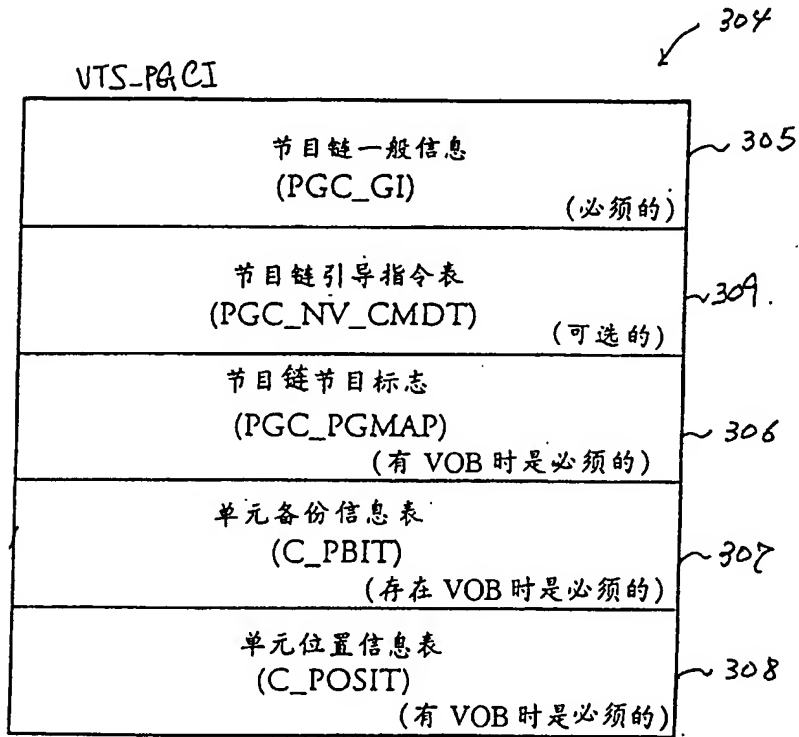 304
VTS_PGCI
节目链一般信息
(PGC_GI)
(必须的)
305
节目链引导指令表
(PGC_NV_CMDT)
(可选的)
309.
节目链节目标志
(PGC_PGMAP)
(有 VOB 时是必须的)
306
单元备份信息表
(C_PBIT)
(存在 VOB 时是必须的)
307
单元位置信息表
(C_POSIT)
(有 VOB 时是必须的)
308